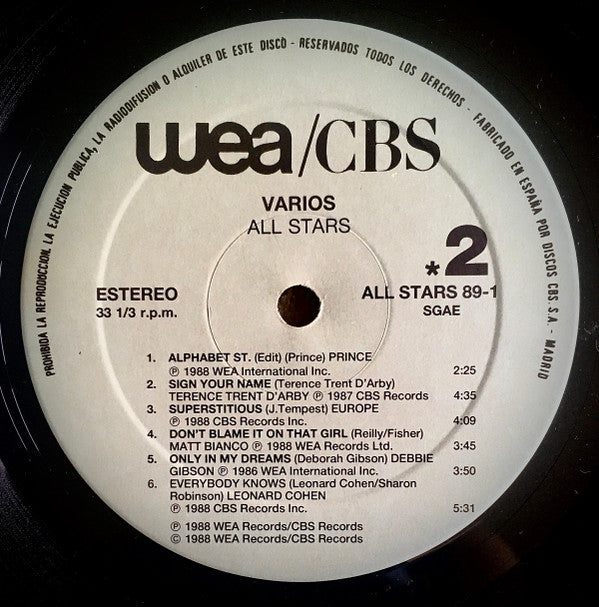 PROHIBIDA LA REPRODUCCION, LA EJECUCION PUBLICA, LA RADIODIFUSION O ALQUILER DE ESTE DISCO - RESERVADOS TODOS LOS DERECHOS - FABRICADO EN ESPAÑA POR DISCOS CBS. S.A. - MADRID
wea/CBS
VARIOS
ALL STARS
*2
ESTEREO
33 1/3 r.p.m.
ALL STARS 89-1
SGAE
1. ALPHABET ST. (Edit) (Prince) PRINCE
℗ 1988 WEA International Inc. 2:25
2. SIGN YOUR NAME (Terence Trent D'Arby)
TERENCE TRENT D'ARBY ℗ 1987 CBS Records 4:35
3. SUPERSTITIOUS (J.Tempest) EUROPE
℗ 1988 CBS Records Inc. 4:09
4. DON'T BLAME IT ON THAT GIRL (Reilly/Fisher)
MATT BIANCO ℗ 1988 WEA Records Ltd. 3:45
5. ONLY IN MY DREAMS (Deborah Gibson) DEBBIE
GIBSON ℗ 1986 WEA International Inc. 3:50
6. EVERYBODY KNOWS (Leonard Cohen/Sharon
Robinson) LEONARD COHEN
℗ 1988 CBS Records Inc. 5:31
℗ 1988 WEA Records/CBS Records
© 1988 WEA Records/CBS Records